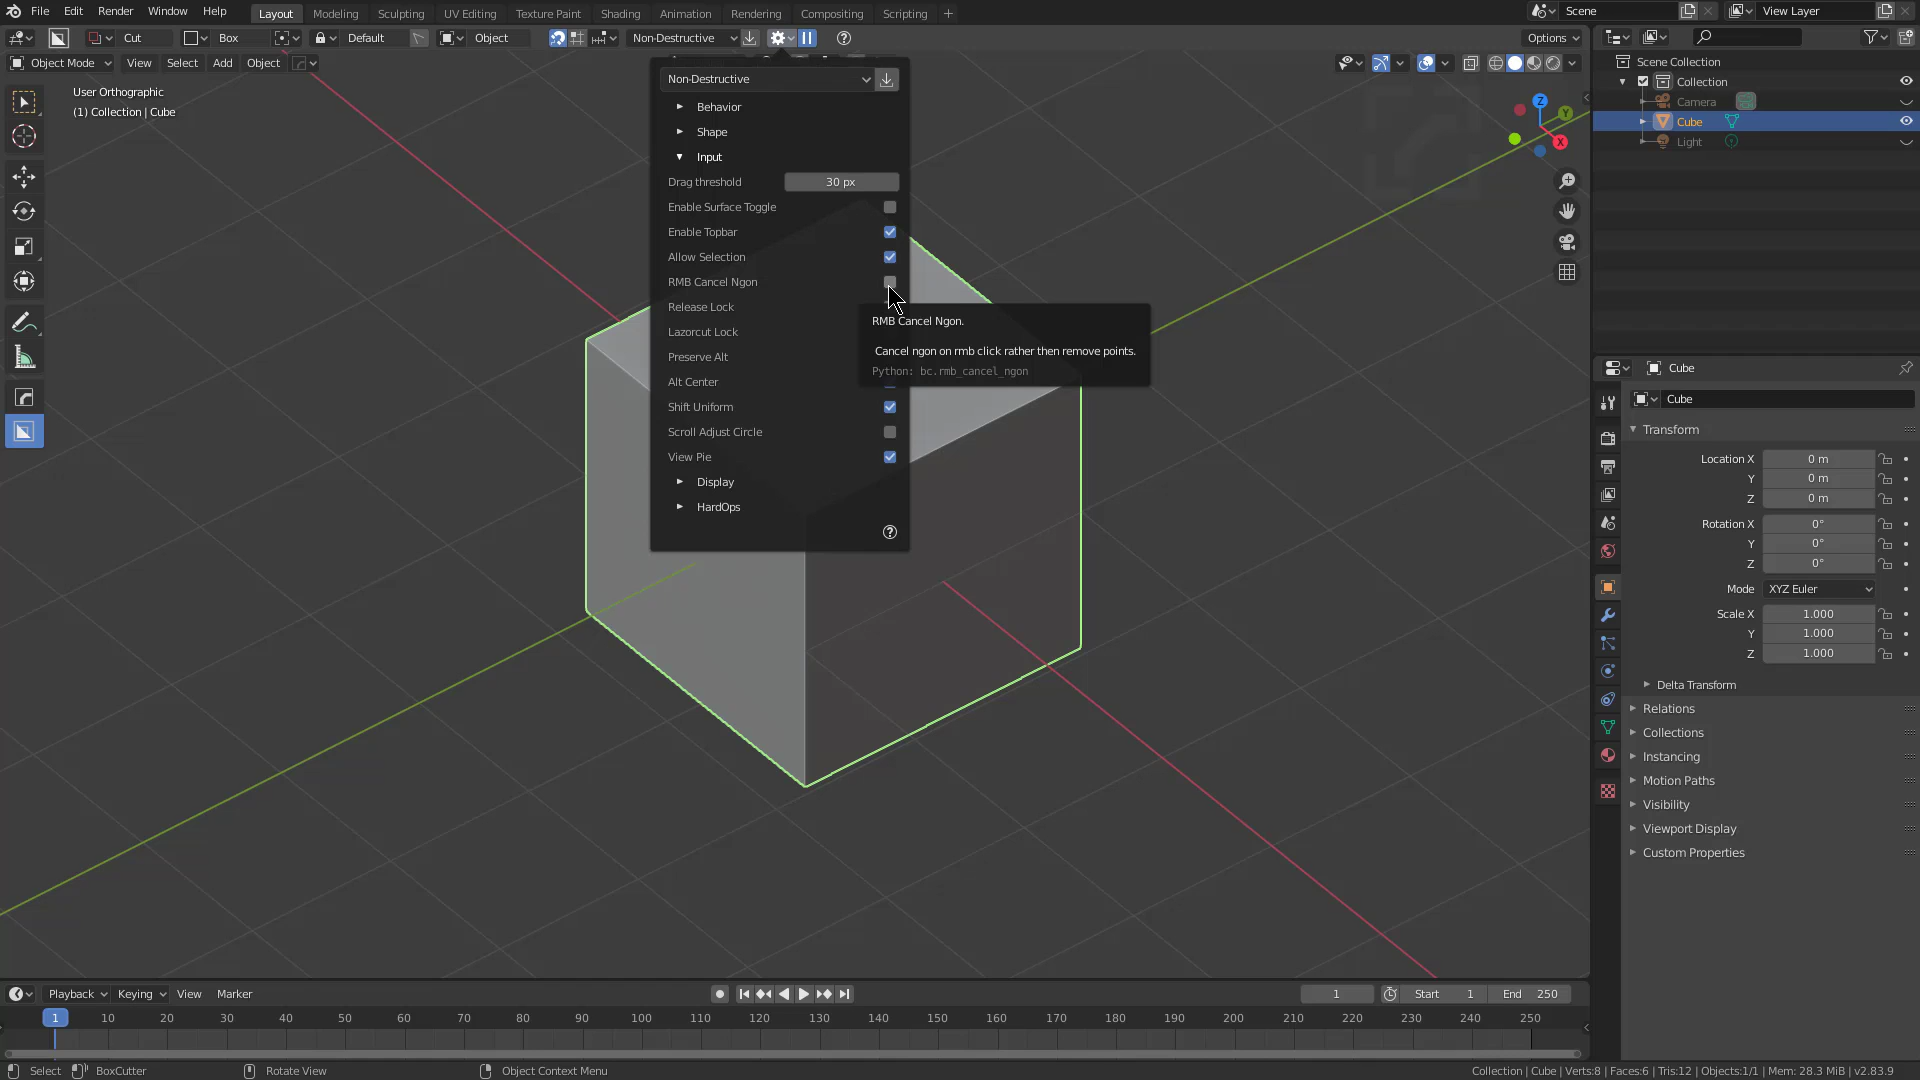 File Edit Render Window Help Layout Modeling Sculpting UV Editing Texture Paint Shading Animation Rendering Compositing Scripting + Scene View Layer
Cut Box Default Object Non-Destructive Options
Object Mode View Select Add Object
User Orthographic
(1) Collection | Cube
Non-Destructive
Behavior
Shape
Input
Drag threshold 30 px
Enable Surface Toggle
Enable Topbar
Allow Selection
RMB Cancel Ngon
Release Lock
Lazorcut Lock
Preserve Alt
Alt Center
Shift Uniform
Scroll Adjust Circle
View Pie
Display
HardOps
RMB Cancel Ngon.
Cancel ngon on rmb click rather then remove points.
Python: bc.rmb_cancel_ngon
Z
Y
X
Scene Collection
Collection
Camera
Cube
Light
Cube
Cube
Transform
Location X 0 m
Y 0 m
Z 0 m
Rotation X 0°
Y 0°
Z 0°
Mode XYZ Euler
Scale X 1.000
Y 1.000
Z 1.000
Delta Transform
Relations
Collections
Instancing
Motion Paths
Visibility
Viewport Display
Custom Properties
Playback Keying View Marker 1 Start 1 End 250
1 10 20 30 40 50 60 70 80 90 100 110 120 130 140 150 160 170 180 190 200 210 220 230 240 250
Select BoxCutter Rotate View Object Context Menu Collection | Cube | Verts:8 | Faces:6 | Tris:12 | Objects:1/1 | Mem: 28.3 MiB | v2.83.9